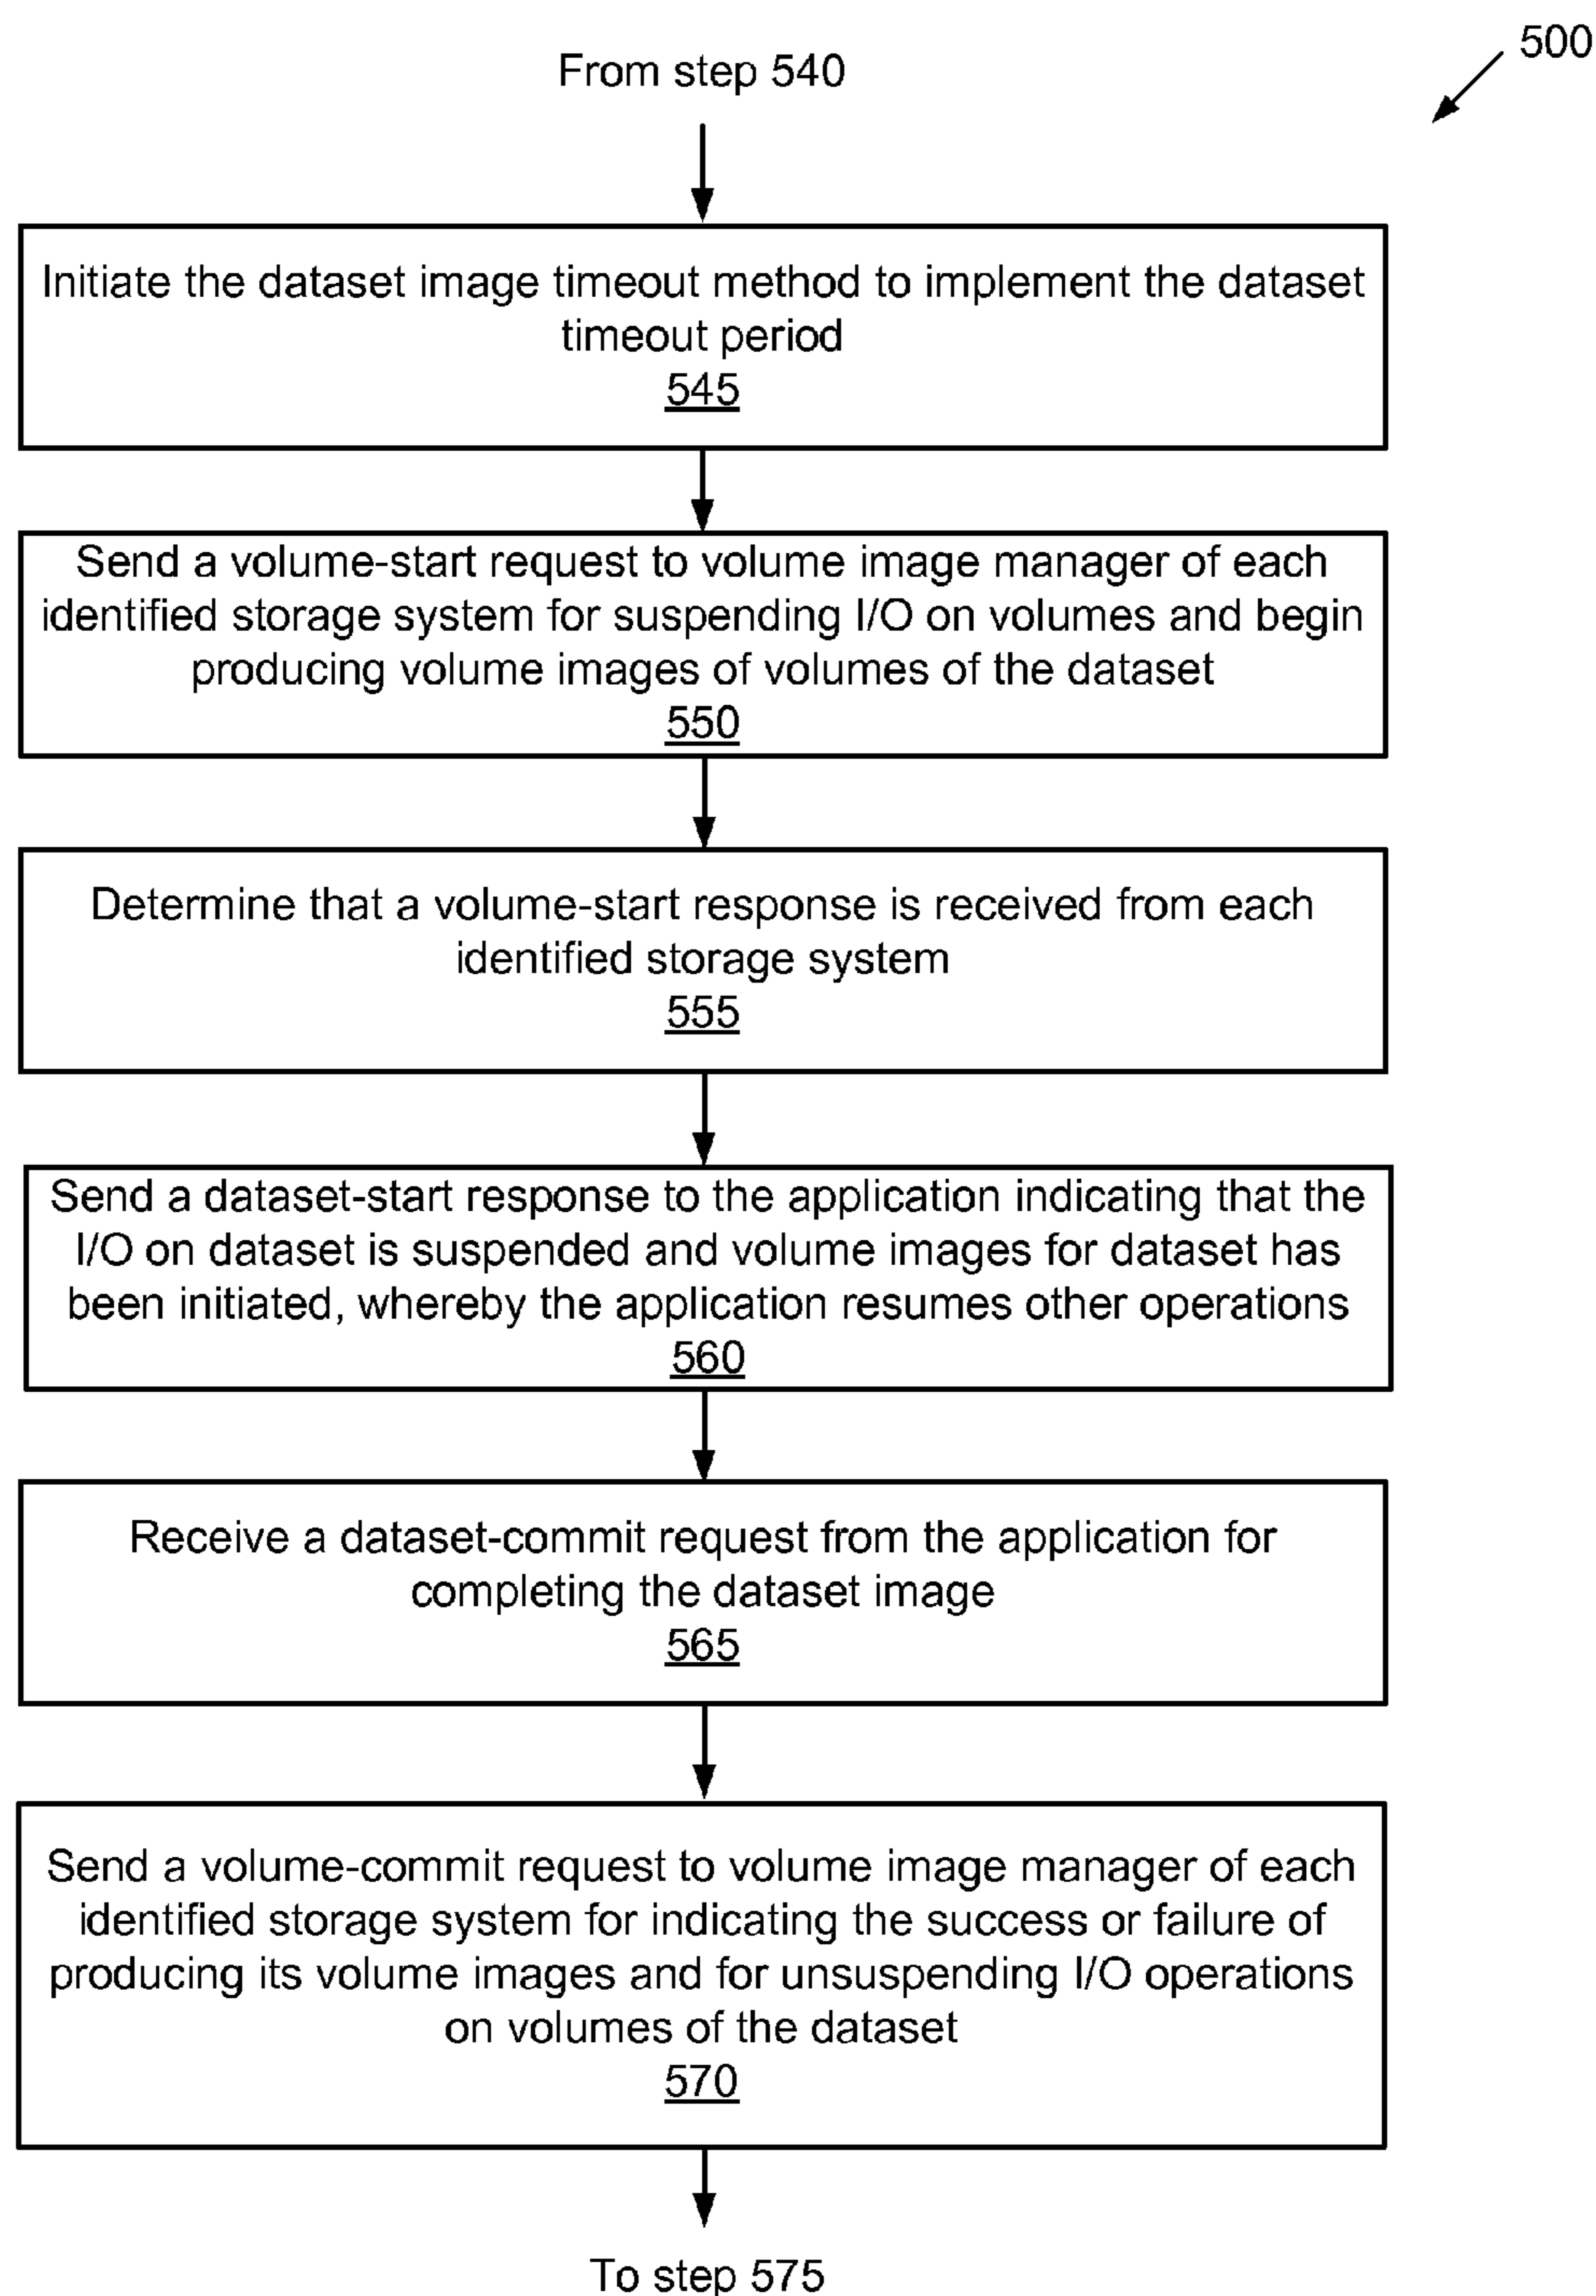 500
From step 540
Initiate the dataset image timeout method to implement the dataset
timeout period
545
Send a volume-start request to volume image manager of each
identified storage system for suspending I/O on volumes and begin
producing volume images of volumes of the dataset
550
Determine that a volume-start response is received from each
identified storage system
555
Send a dataset-start response to the application indicating that the
I/O on dataset is suspended and volume images for dataset has
been initiated, whereby the application resumes other operations
560
Receive a dataset-commit request from the application for
completing the dataset image
565
Send a volume-commit request to volume image manager of each
identified storage system for indicating the success or failure of
producing its volume images and for unsuspending I/O operations
on volumes of the dataset
570
To step 575